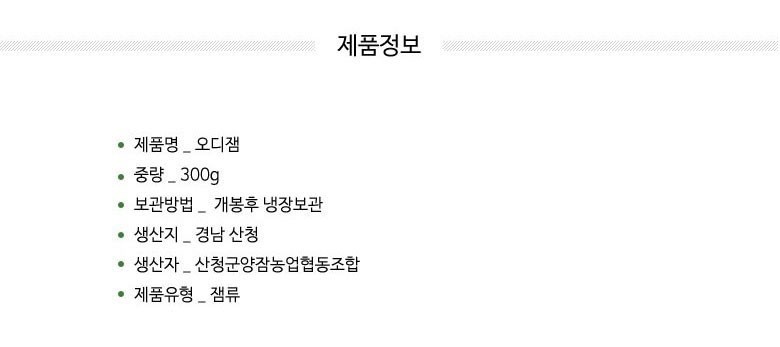 제품정보
제품명 _ 오디잼
중량 _ 300g
보관방법 _ 개봉후 냉장보관
생산지 _ 경남 산청
생산자 _ 산청군양잠농업협동조합
제품유형 _ 잼류